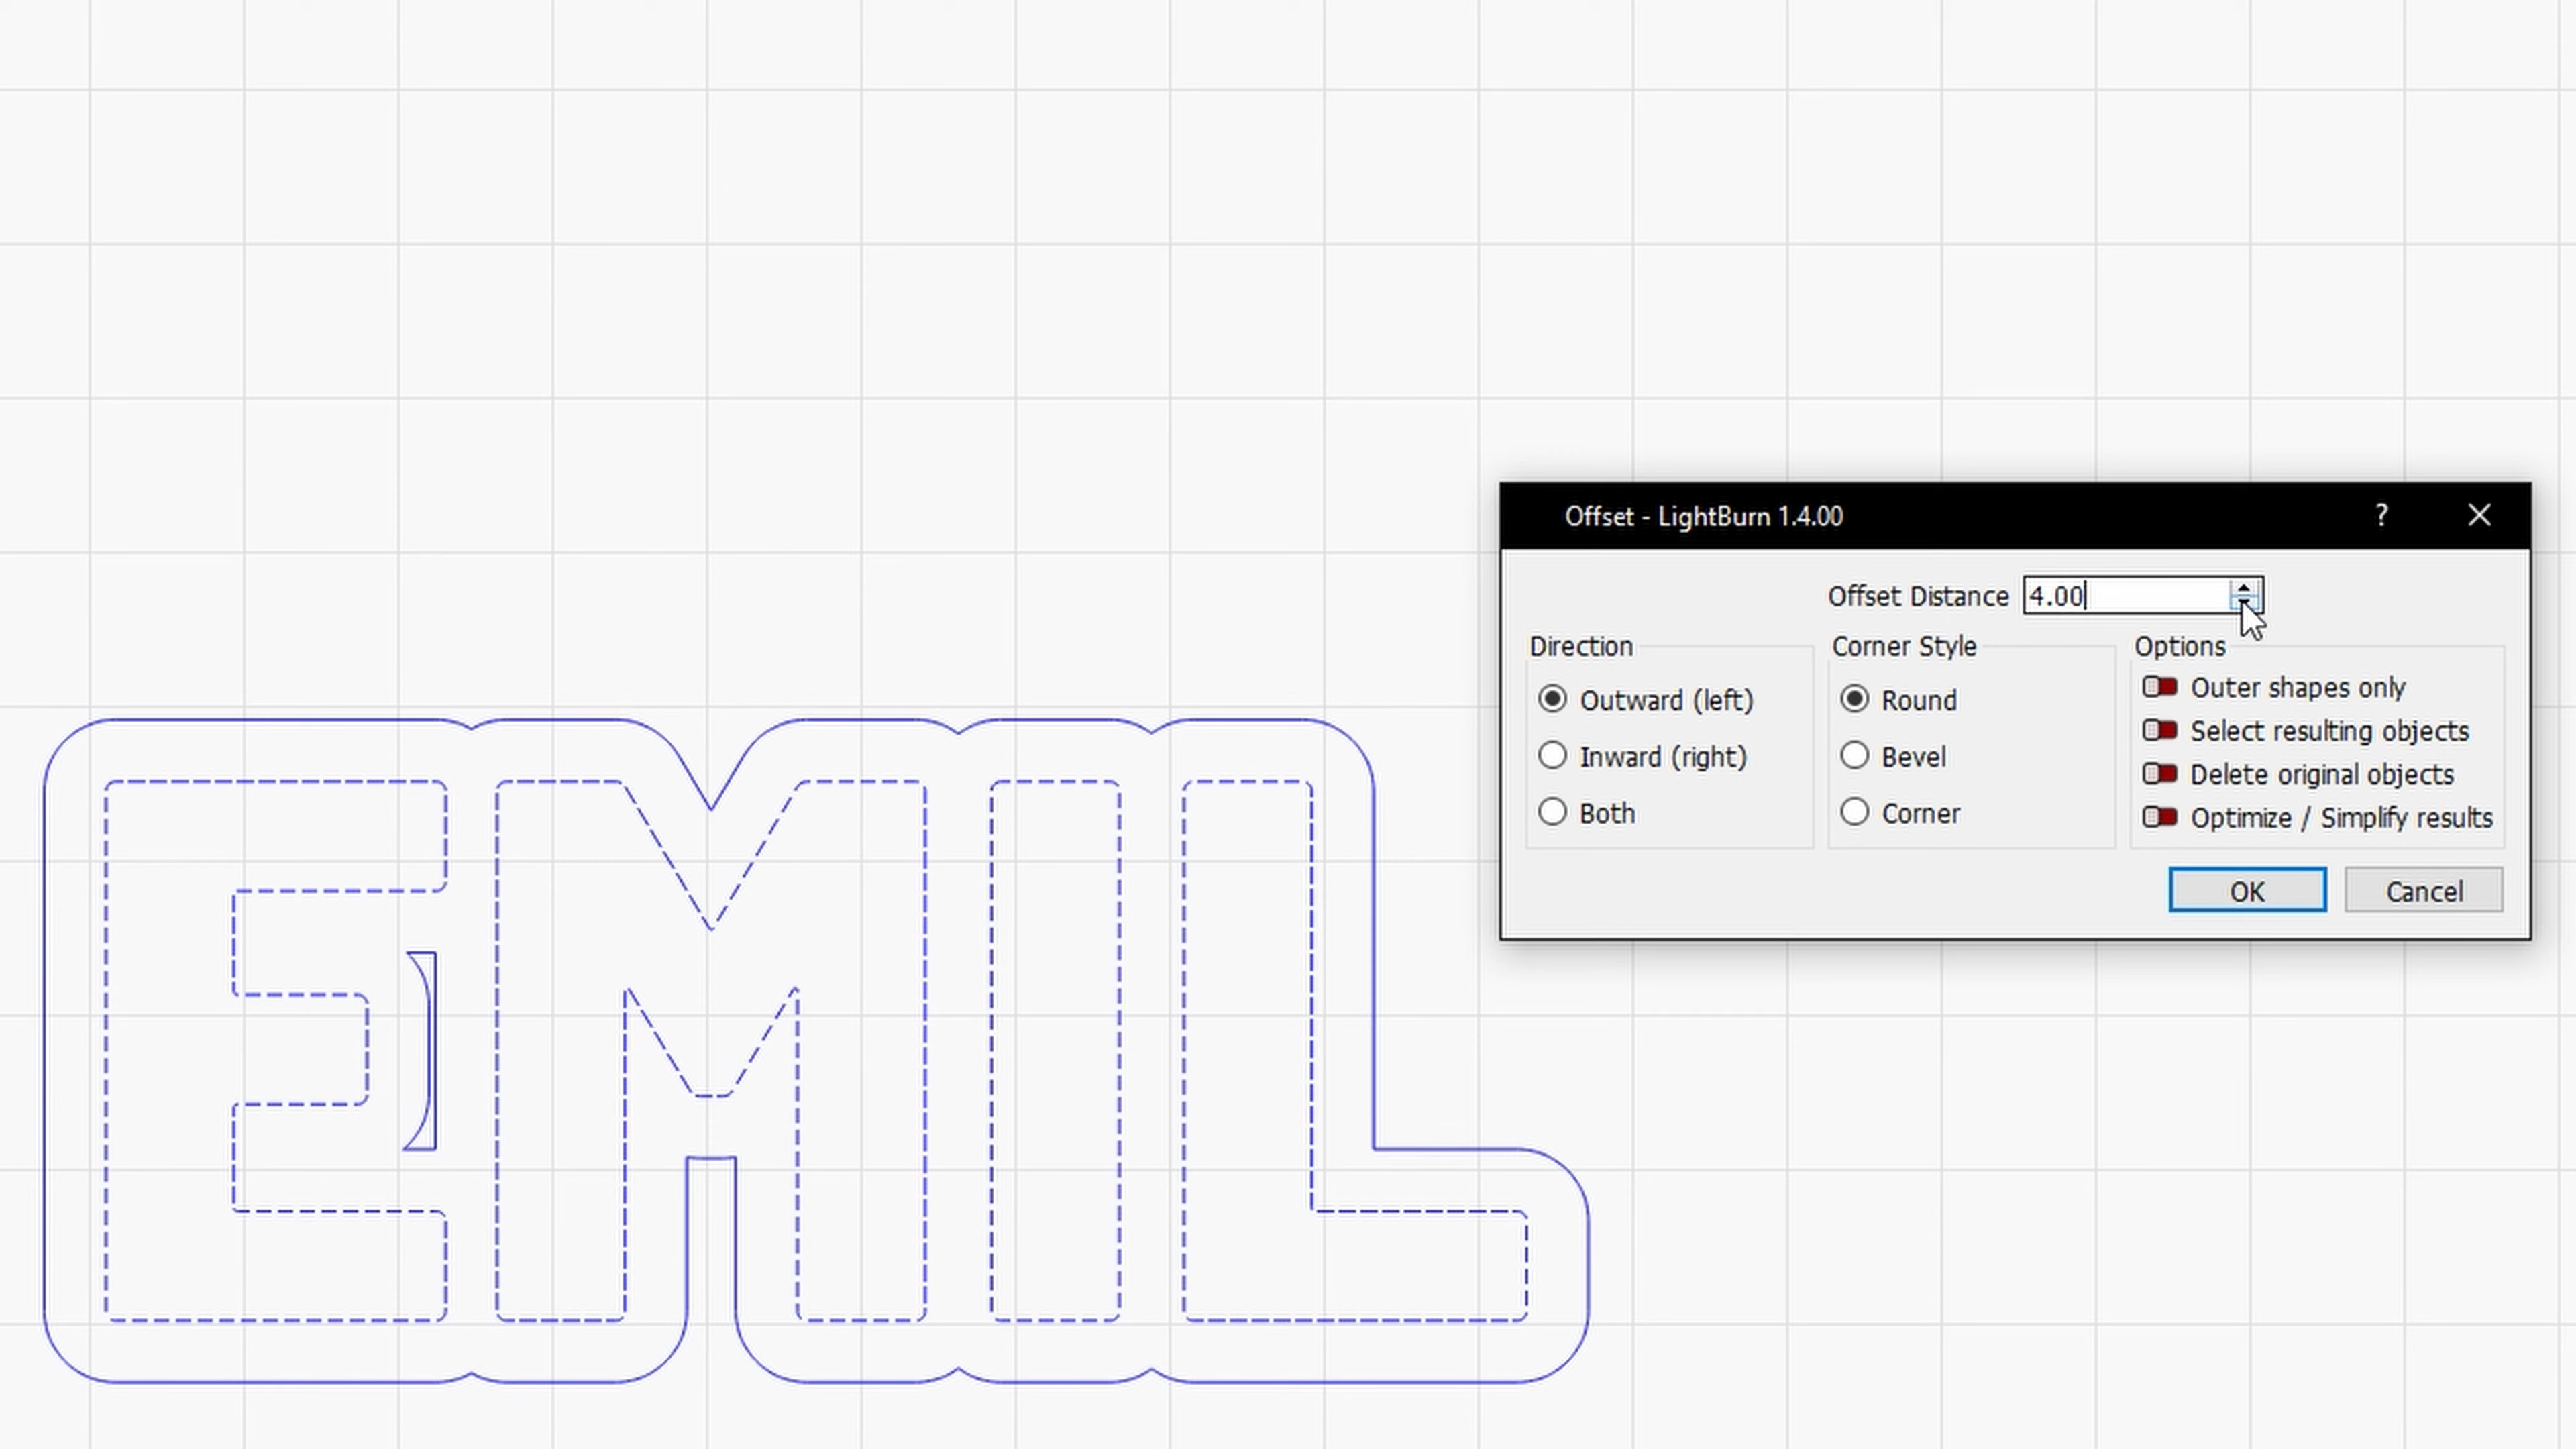 Offset - LightBurn 1.4.00
?
Offset Distance 4.00
Direction
Outward (left)
Inward (right)
Both
Corner Style
Round
Bevel
Corner
Options
Outer shapes only
Select resulting objects
Delete original objects
Optimize / Simplify results
OK
Cancel
EMIL